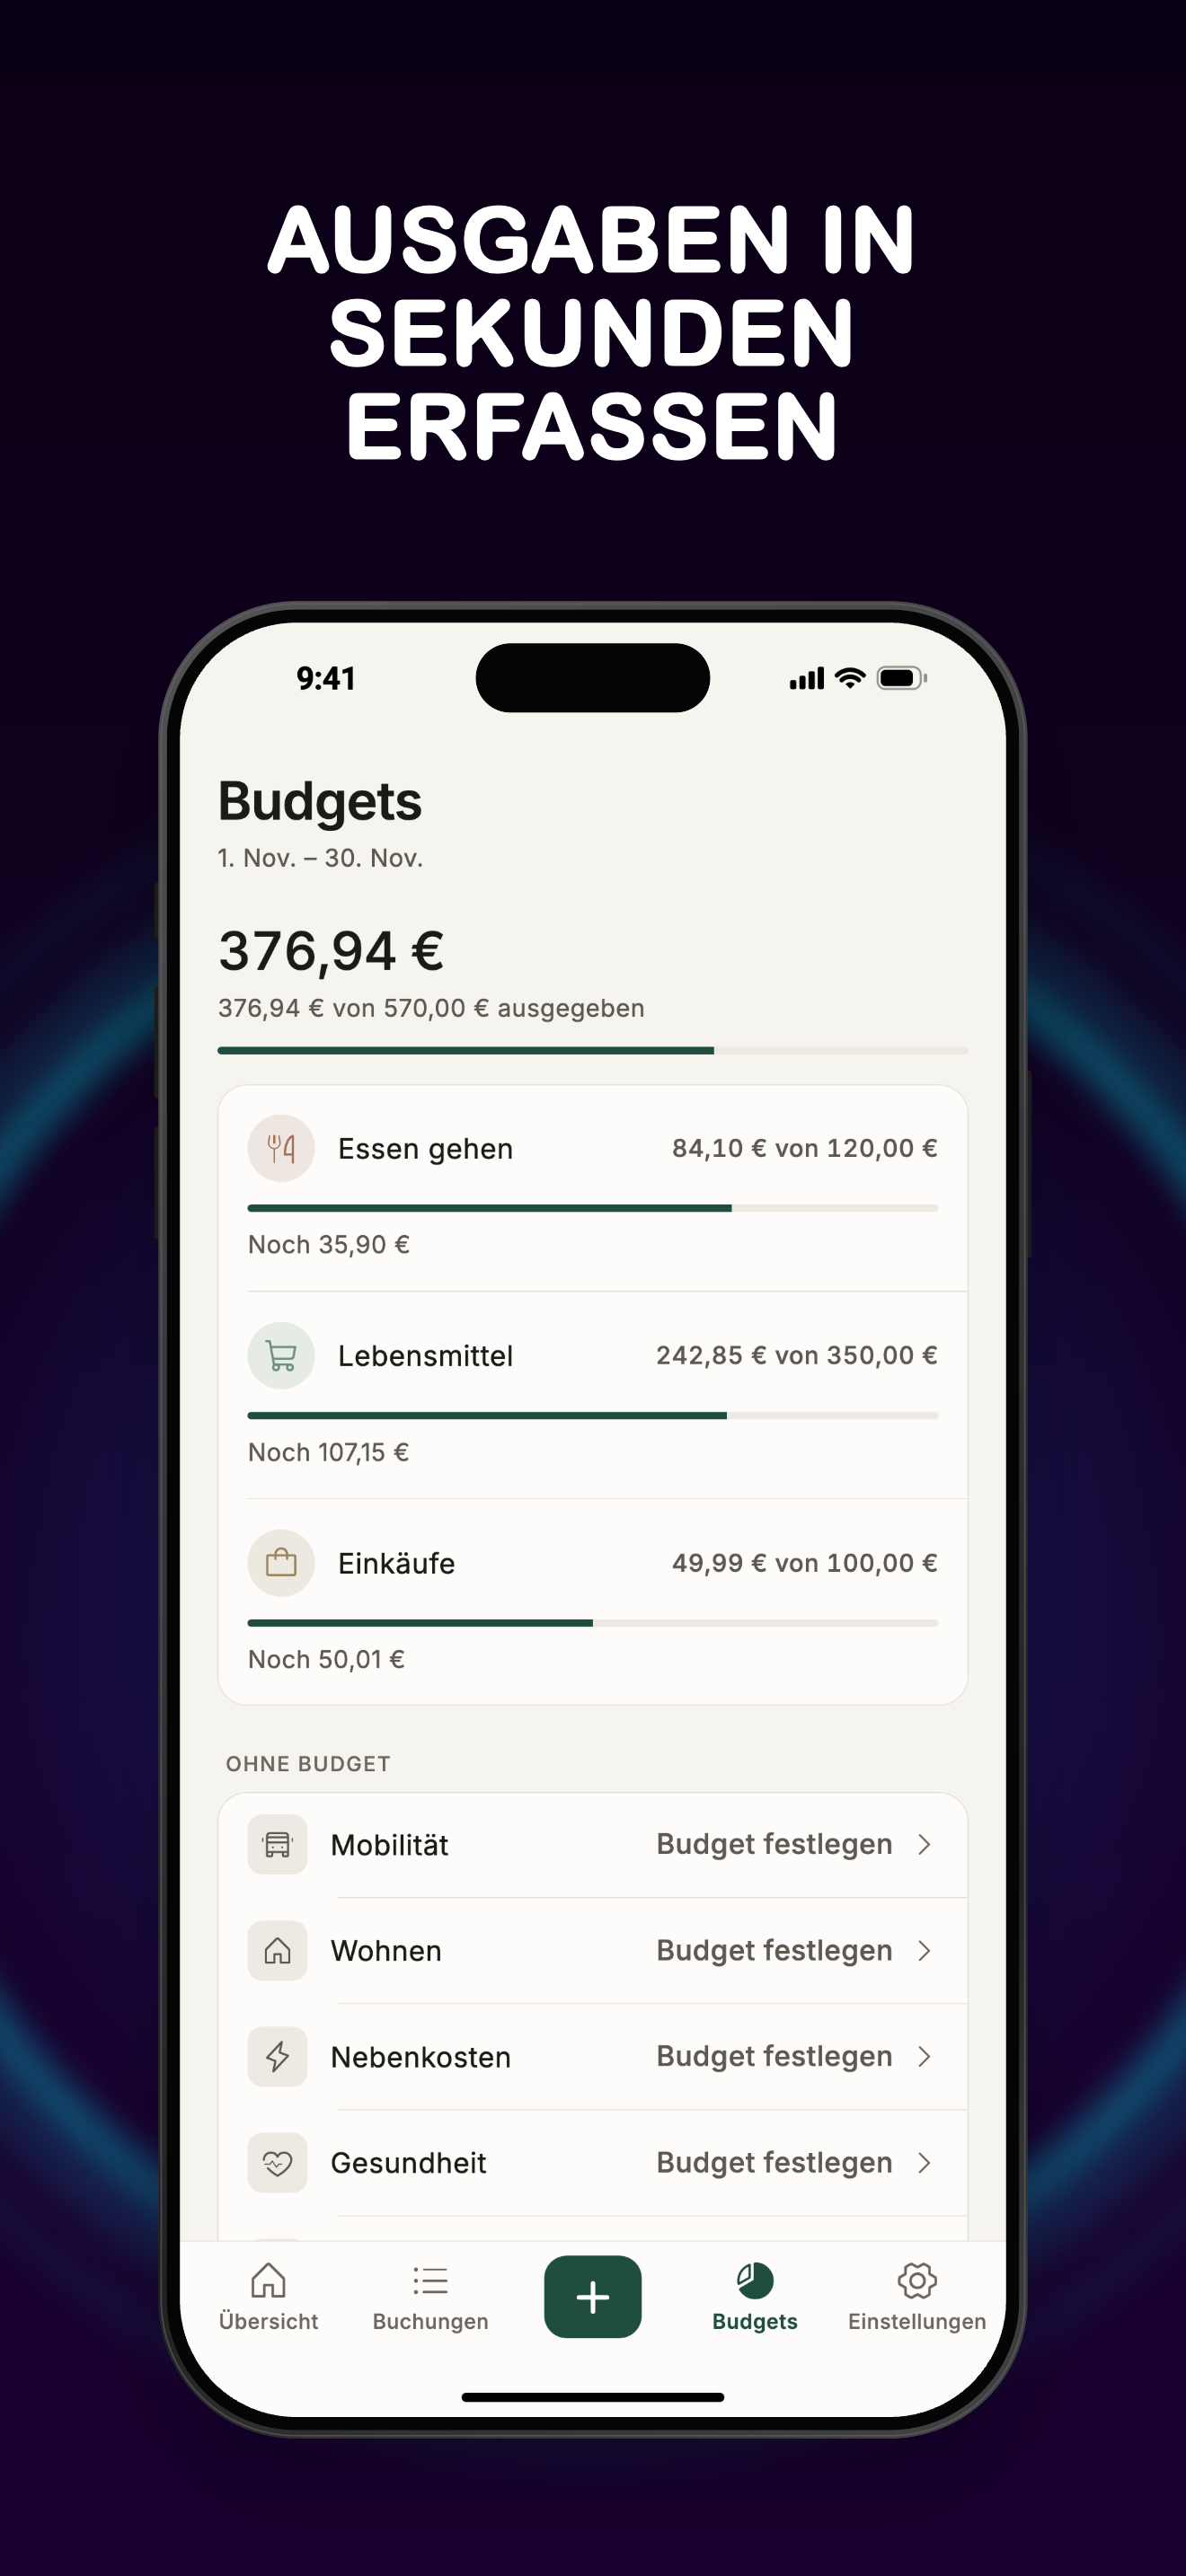 AUSGABEN IN
SEKUNDEN
ERFASSEN
9:41
Budgets
1. Nov. – 30. Nov.
376,94 €
376,94 € von 570,00 € ausgegeben
Essen gehen 84,10 € von 120,00 €
Noch 35,90 €
Lebensmittel 242,85 € von 350,00 €
Noch 107,15 €
Einkäufe 49,99 € von 100,00 €
Noch 50,01 €
OHNE BUDGET
Mobilität Budget festlegen
Wohnen Budget festlegen
Nebenkosten Budget festlegen
Gesundheit Budget festlegen
Übersicht Buchungen Budgets Einstellungen